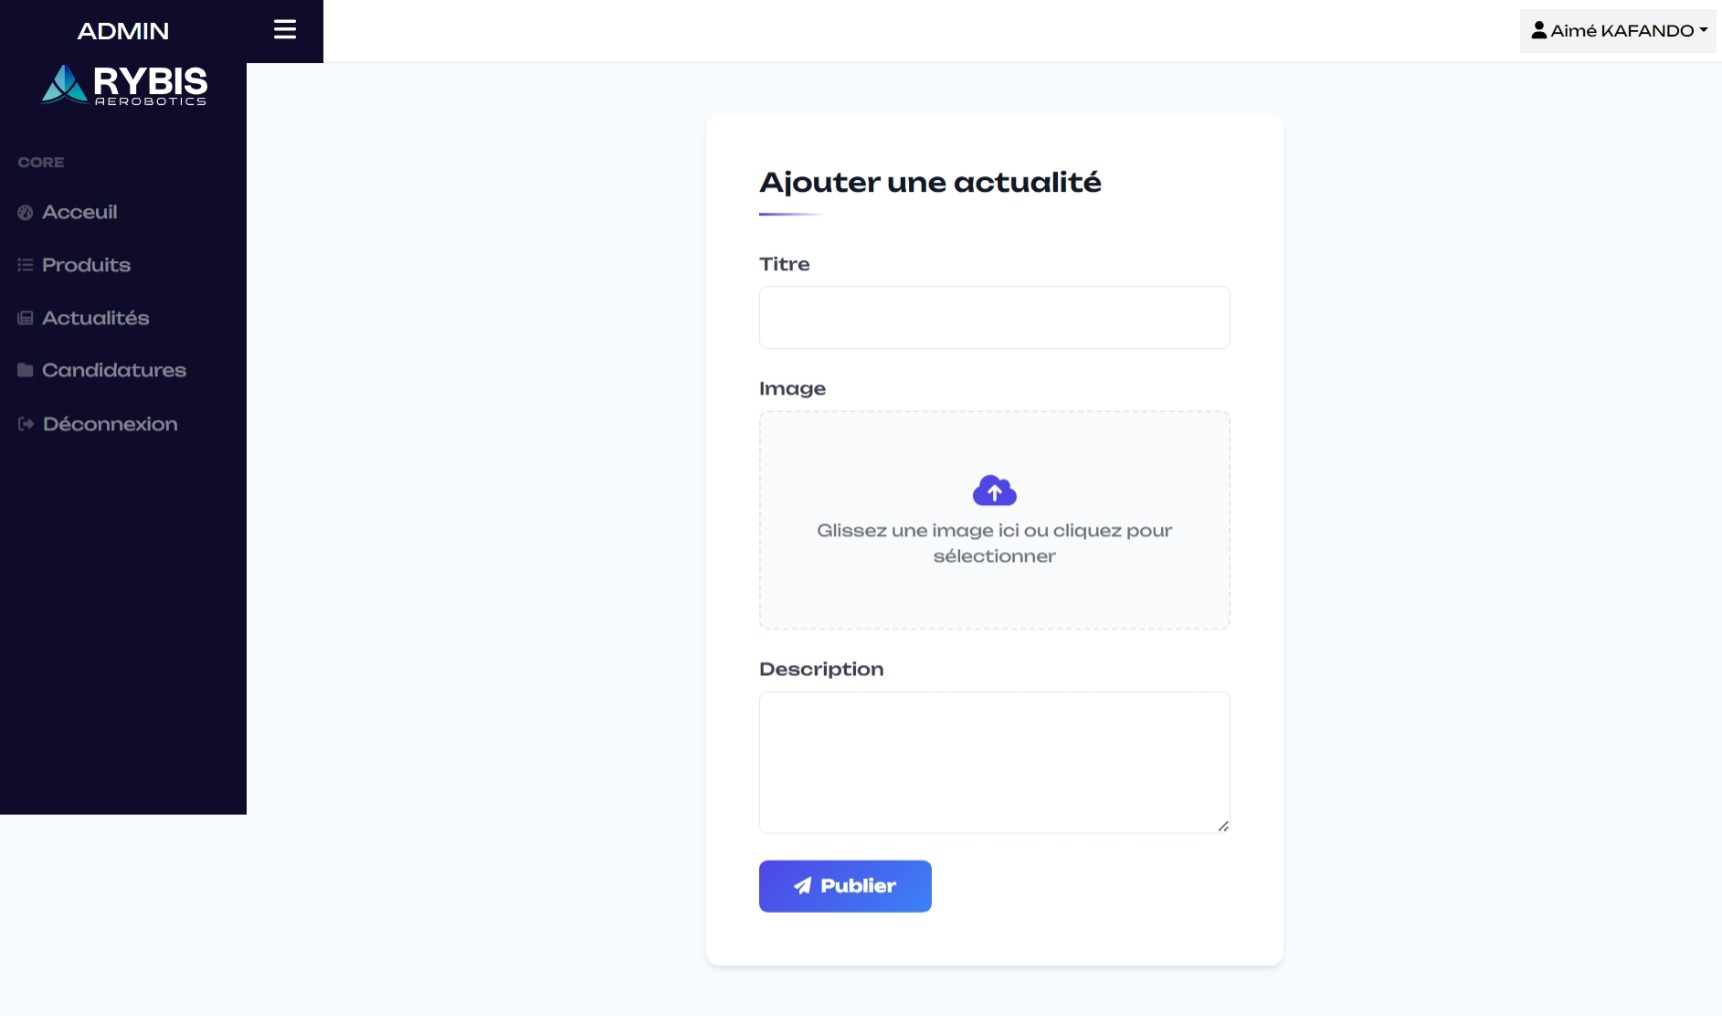 ADMIN
Aimé KAFANDO
RYBIS
AEROBOTICS
CORE
Acceuil
Produits
Actualités
Candidatures
Déconnexion
Ajouter une actualité
Titre
Image
Glissez une image ici ou cliquez pour
sélectionner
Description
Publier